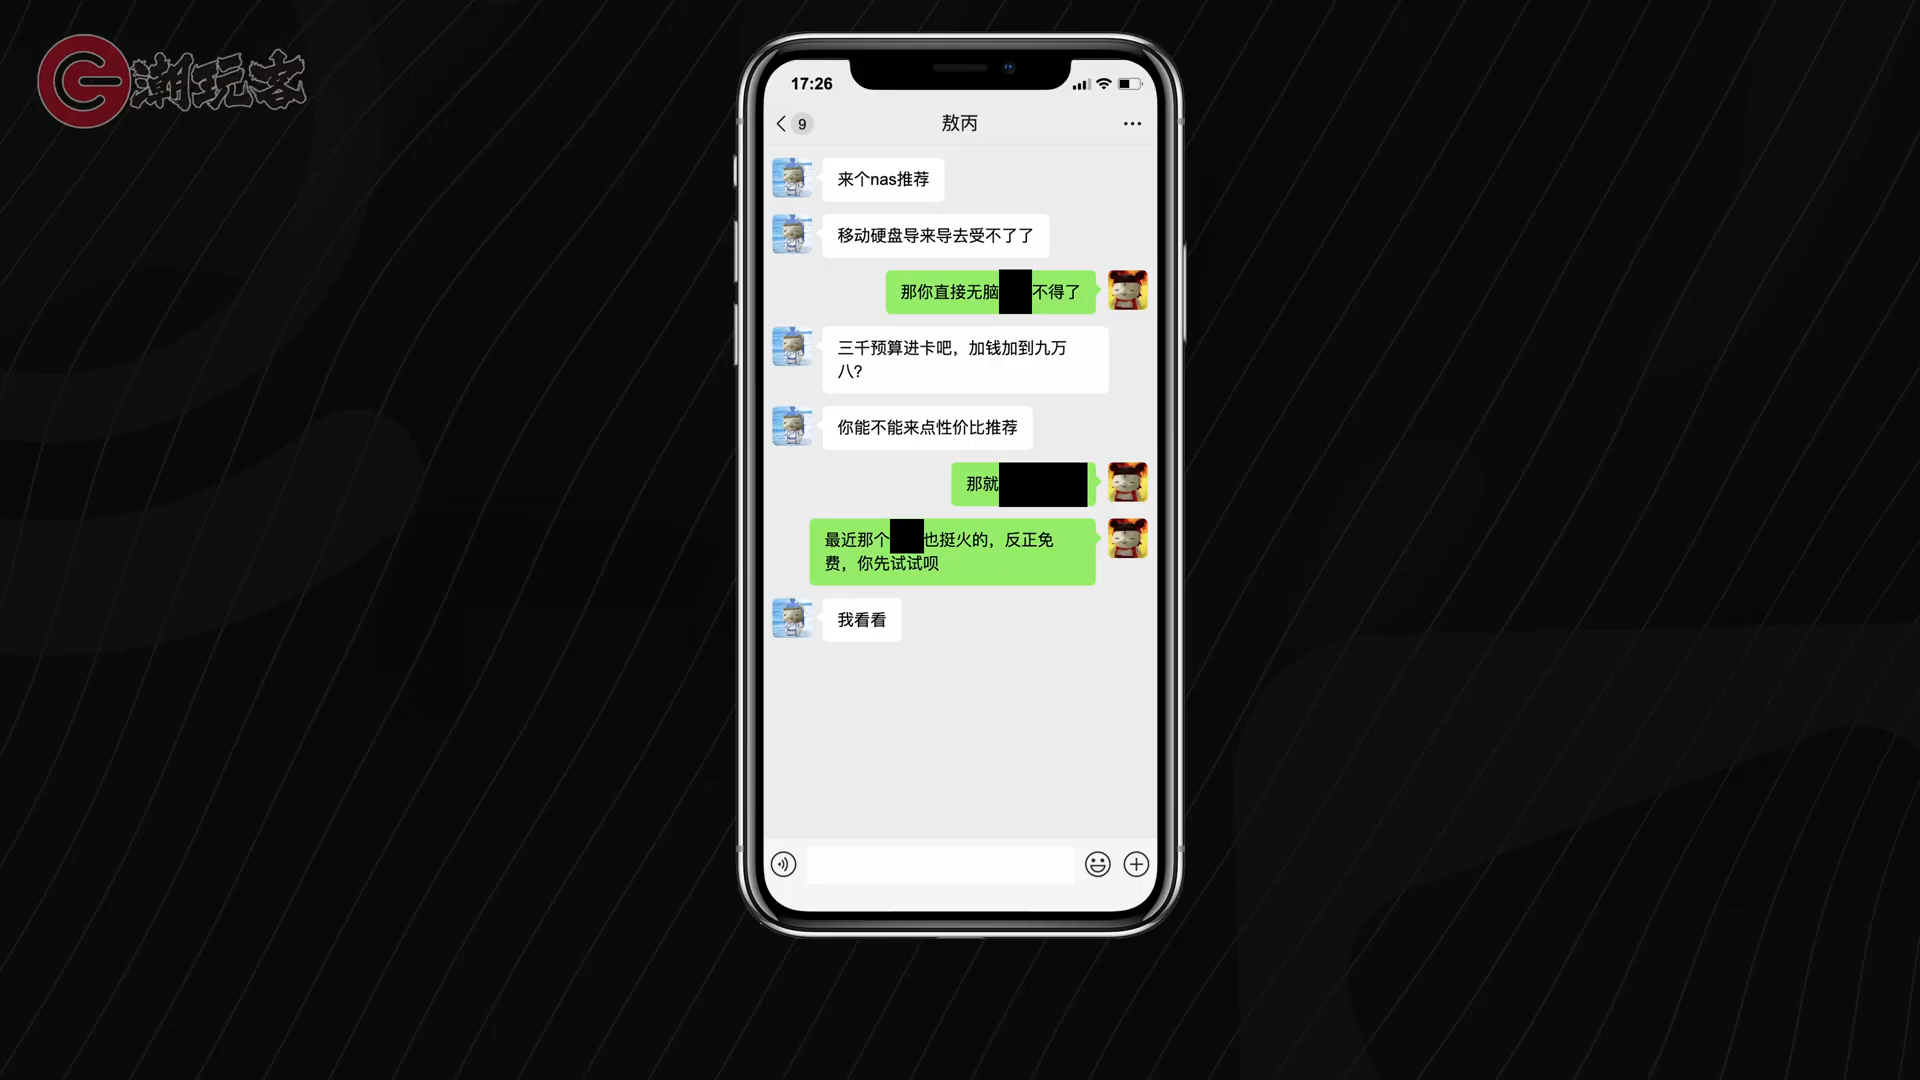 潮玩客
17:26
9
敖丙
来个nas推荐
移动硬盘导来导去受不了了
那你直接无脑 不得了
三千预算进卡吧，加钱加到九万
八?
你能不能来点性价比推荐
那就
最近那个 也挺火的，反正免
费，你先试试呗
我看看